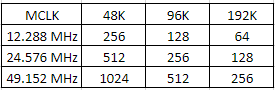 MCLK 48K 96K 192K
12.288 MHz 256 128 64
24.576 MHz 512 256 128
49.152 MHz 1024 512 256